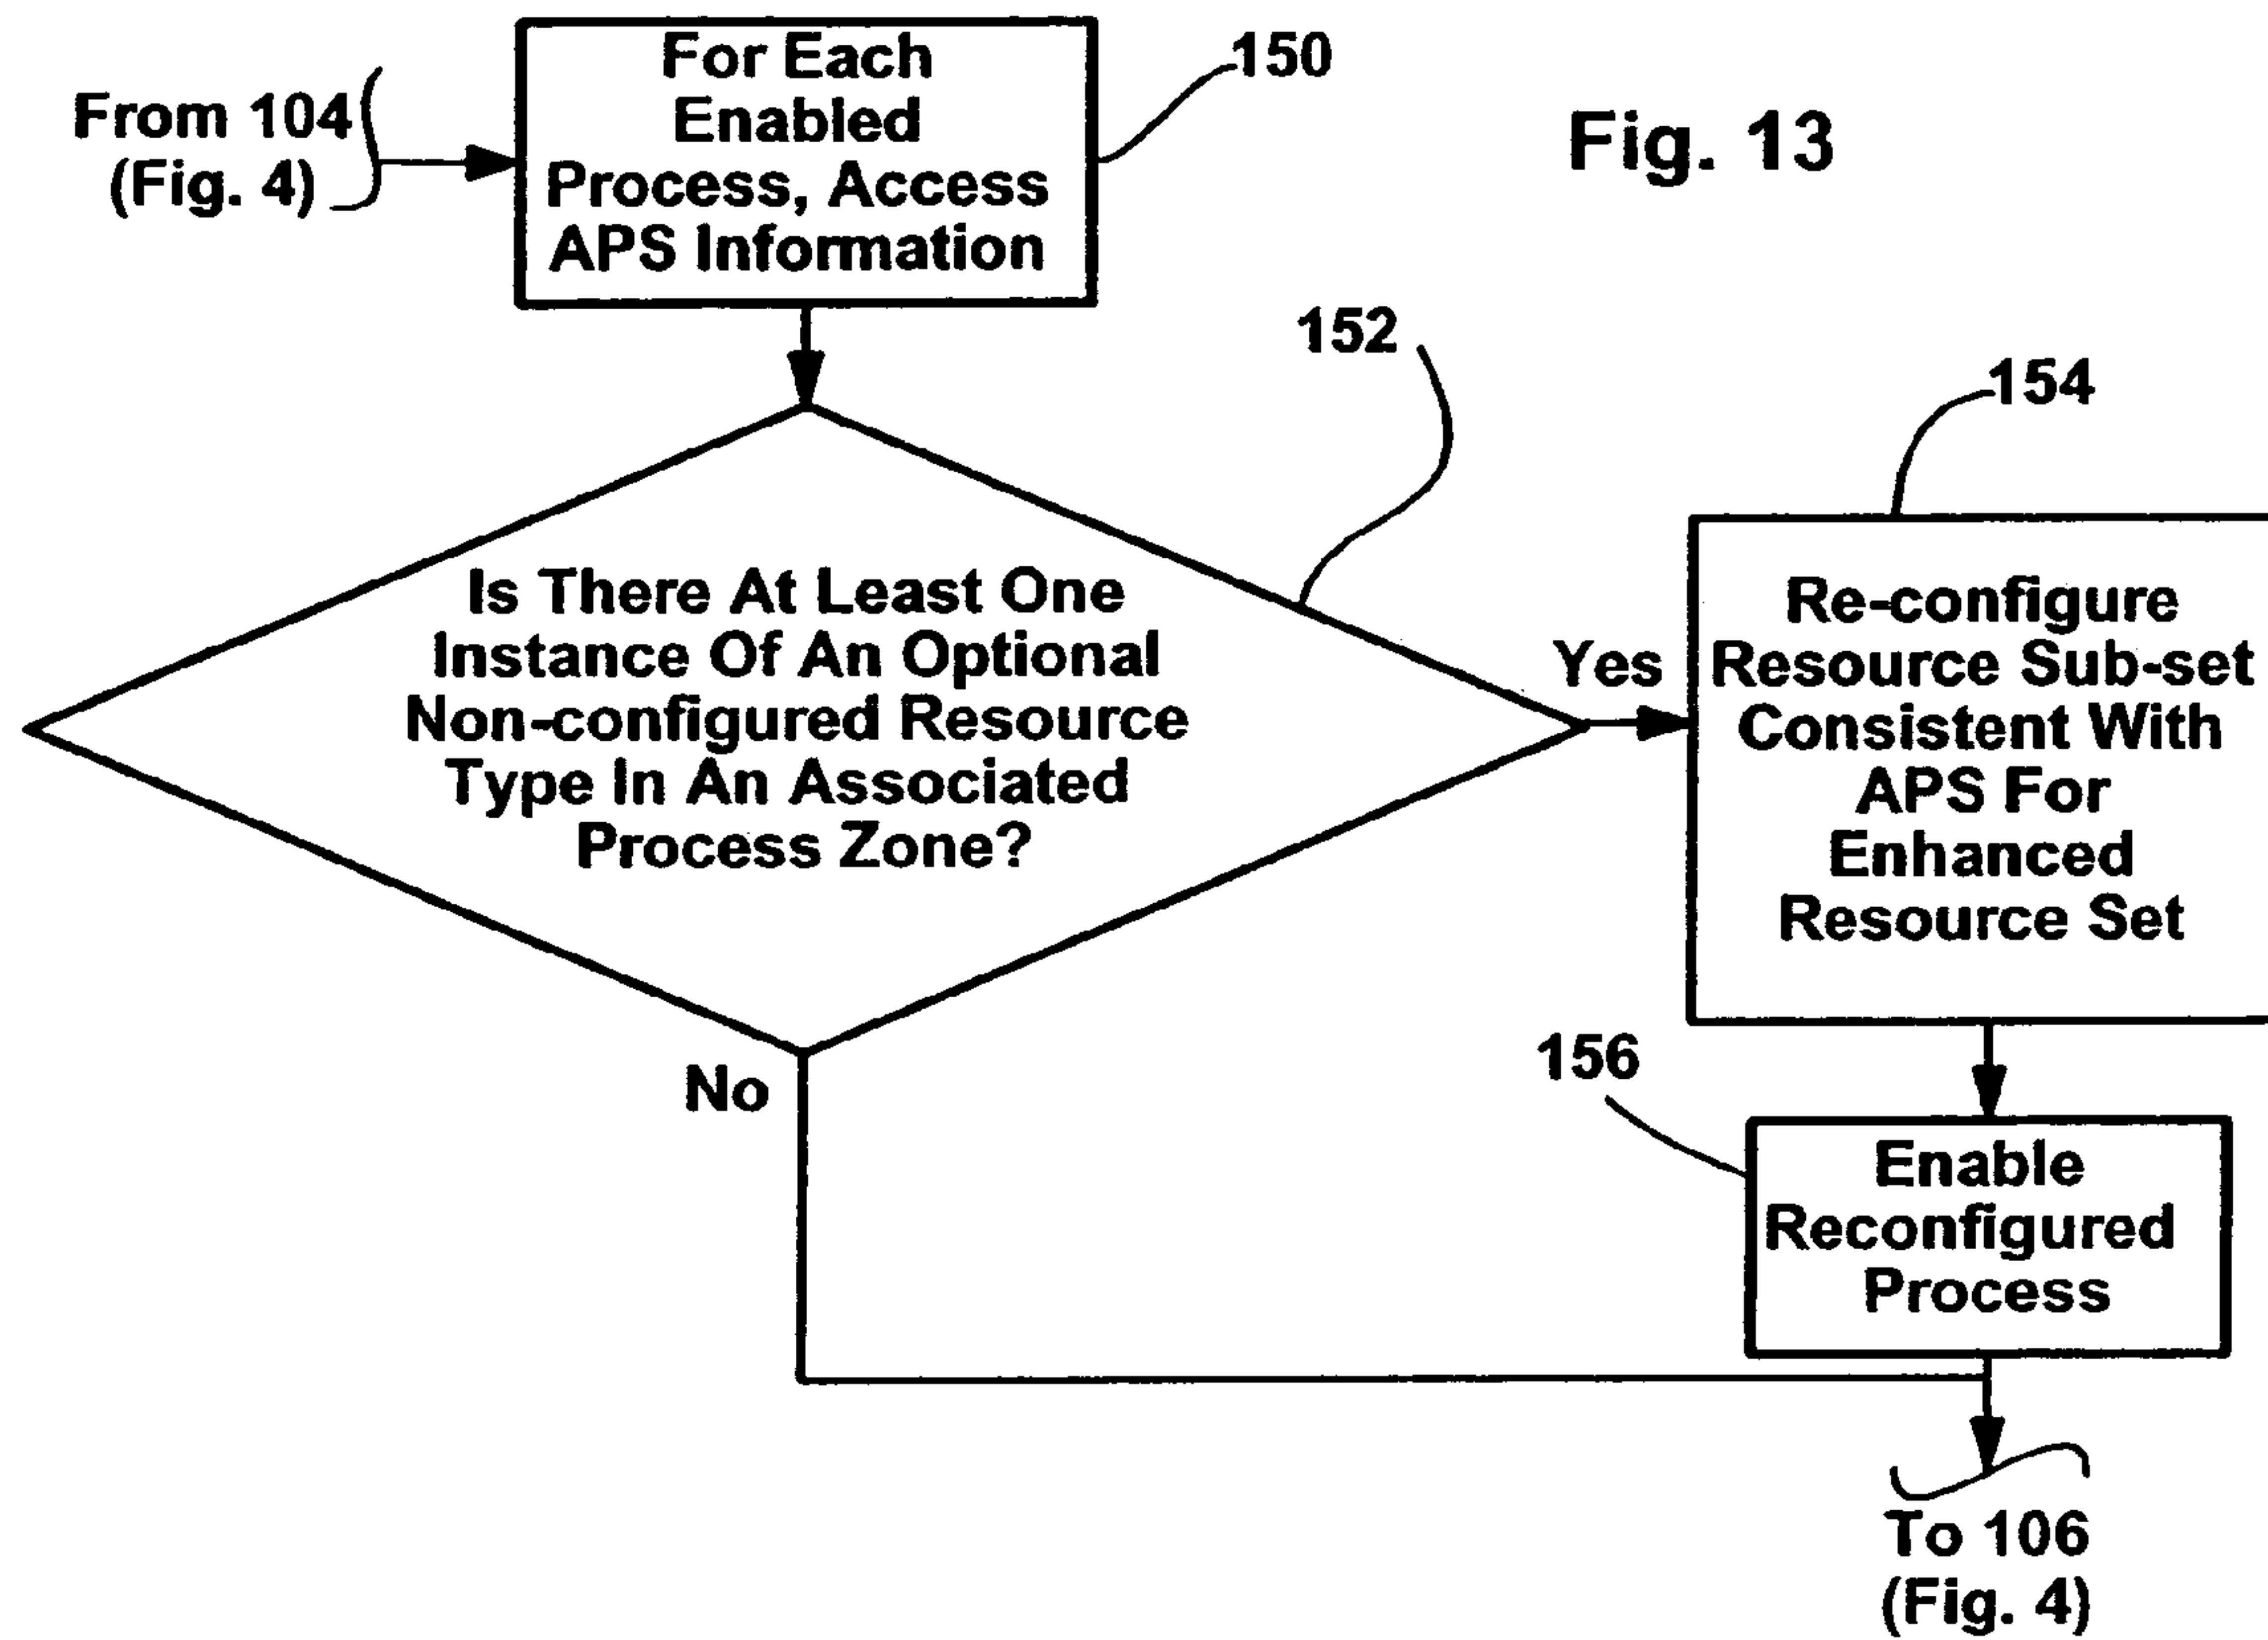 For Each
Enabled
Process, Access
APS Information
150
From 104
(Fig. 4)
Fig. 13
152
154
Is There At Least One
Instance Of An Optional
Non-configured Resource
Type In An Associated
Process Zone?
Yes
Re-configure
Resource Sub-set
Consistent With
APS For
Enhanced
Resource Set
No
156
Enable
Reconfigured
Process
To 106
(Fig. 4)